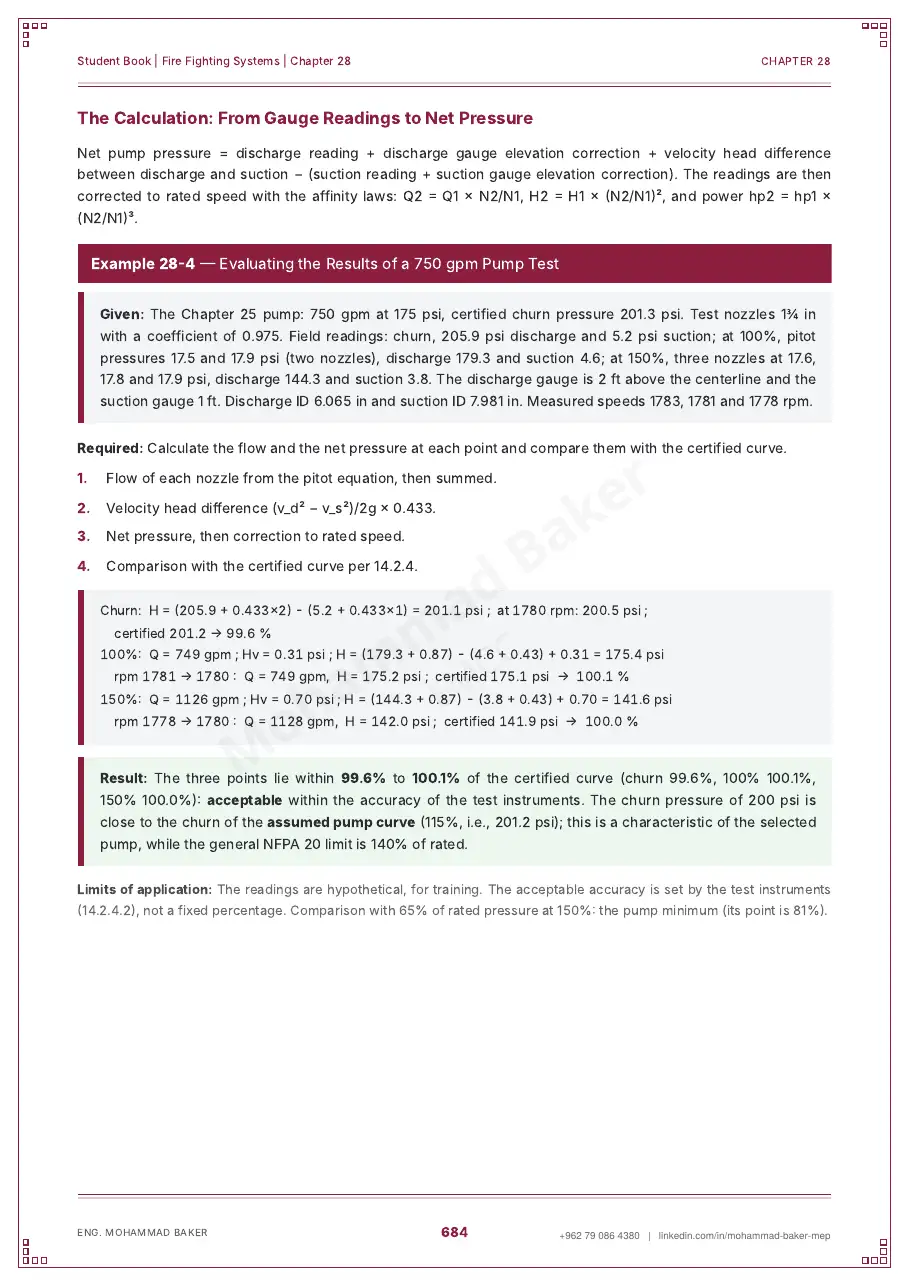 Student Book | Fire Fighting Systems | Chapter 28
CHAPTER 28
The Calculation: From Gauge Readings to Net Pressure
Net pump pressure = discharge reading + discharge gauge elevation correction + velocity head difference
between discharge and suction − (suction reading + suction gauge elevation correction). The readings are then
corrected to rated speed with the affinity laws: Q2 = Q1 × N2/N1, H2 = H1 × (N2/N1)², and power hp2 = hp1 ×
(N2/N1)³.
Example 28-4 — Evaluating the Results of a 750 gpm Pump Test
Given: The Chapter 25 pump: 750 gpm at 175 psi, certified churn pressure 201.3 psi. Test nozzles 1¾ in
with a coefficient of 0.975. Field readings: churn, 205.9 psi discharge and 5.2 psi suction; at 100%, pitot
pressures 17.5 and 17.9 psi (two nozzles), discharge 179.3 and suction 4.6; at 150%, three nozzles at 17.6,
17.8 and 17.9 psi, discharge 144.3 and suction 3.8. The discharge gauge is 2 ft above the centerline and the
suction gauge 1 ft. Discharge ID 6.065 in and suction ID 7.981 in. Measured speeds 1783, 1781 and 1778 rpm.
Required: Calculate the flow and the net pressure at each point and compare them with the certified curve.
1. Flow of each nozzle from the pitot equation, then summed.
2. Velocity head difference (v_d² − v_s²)/2g × 0.433.
3. Net pressure, then correction to rated speed.
4. Comparison with the certified curve per 14.2.4.
Churn: H = (205.9 + 0.433×2) - (5.2 + 0.433×1) = 201.1 psi ; at 1780 rpm: 200.5 psi ;
certified 201.2 → 99.6 %
100%: Q = 749 gpm ; Hv = 0.31 psi ; H = (179.3 + 0.87) - (4.6 + 0.43) + 0.31 = 175.4 psi
rpm 1781 → 1780 : Q = 749 gpm, H = 175.2 psi ; certified 175.1 psi → 100.1 %
150%: Q = 1126 gpm ; Hv = 0.70 psi ; H = (144.3 + 0.87) - (3.8 + 0.43) + 0.70 = 141.6 psi
rpm 1778 → 1780 : Q = 1128 gpm, H = 142.0 psi ; certified 141.9 psi → 100.0 %
Result: The three points lie within 99.6% to 100.1% of the certified curve (churn 99.6%, 100% 100.1%,
150% 100.0%): acceptable within the accuracy of the test instruments. The churn pressure of 200 psi is
close to the churn of the assumed pump curve (115%, i.e., 201.2 psi); this is a characteristic of the selected
pump, while the general NFPA 20 limit is 140% of rated.
Limits of application: The readings are hypothetical, for training. The acceptable accuracy is set by the test instruments
(14.2.4.2), not a fixed percentage. Comparison with 65% of rated pressure at 150%: the pump minimum (its point is 81%).
Mohammad Baker
ENG. MOHAMMAD BAKER
684
+962 79 086 4380 | linkedin.com/in/mohammad-baker-mep